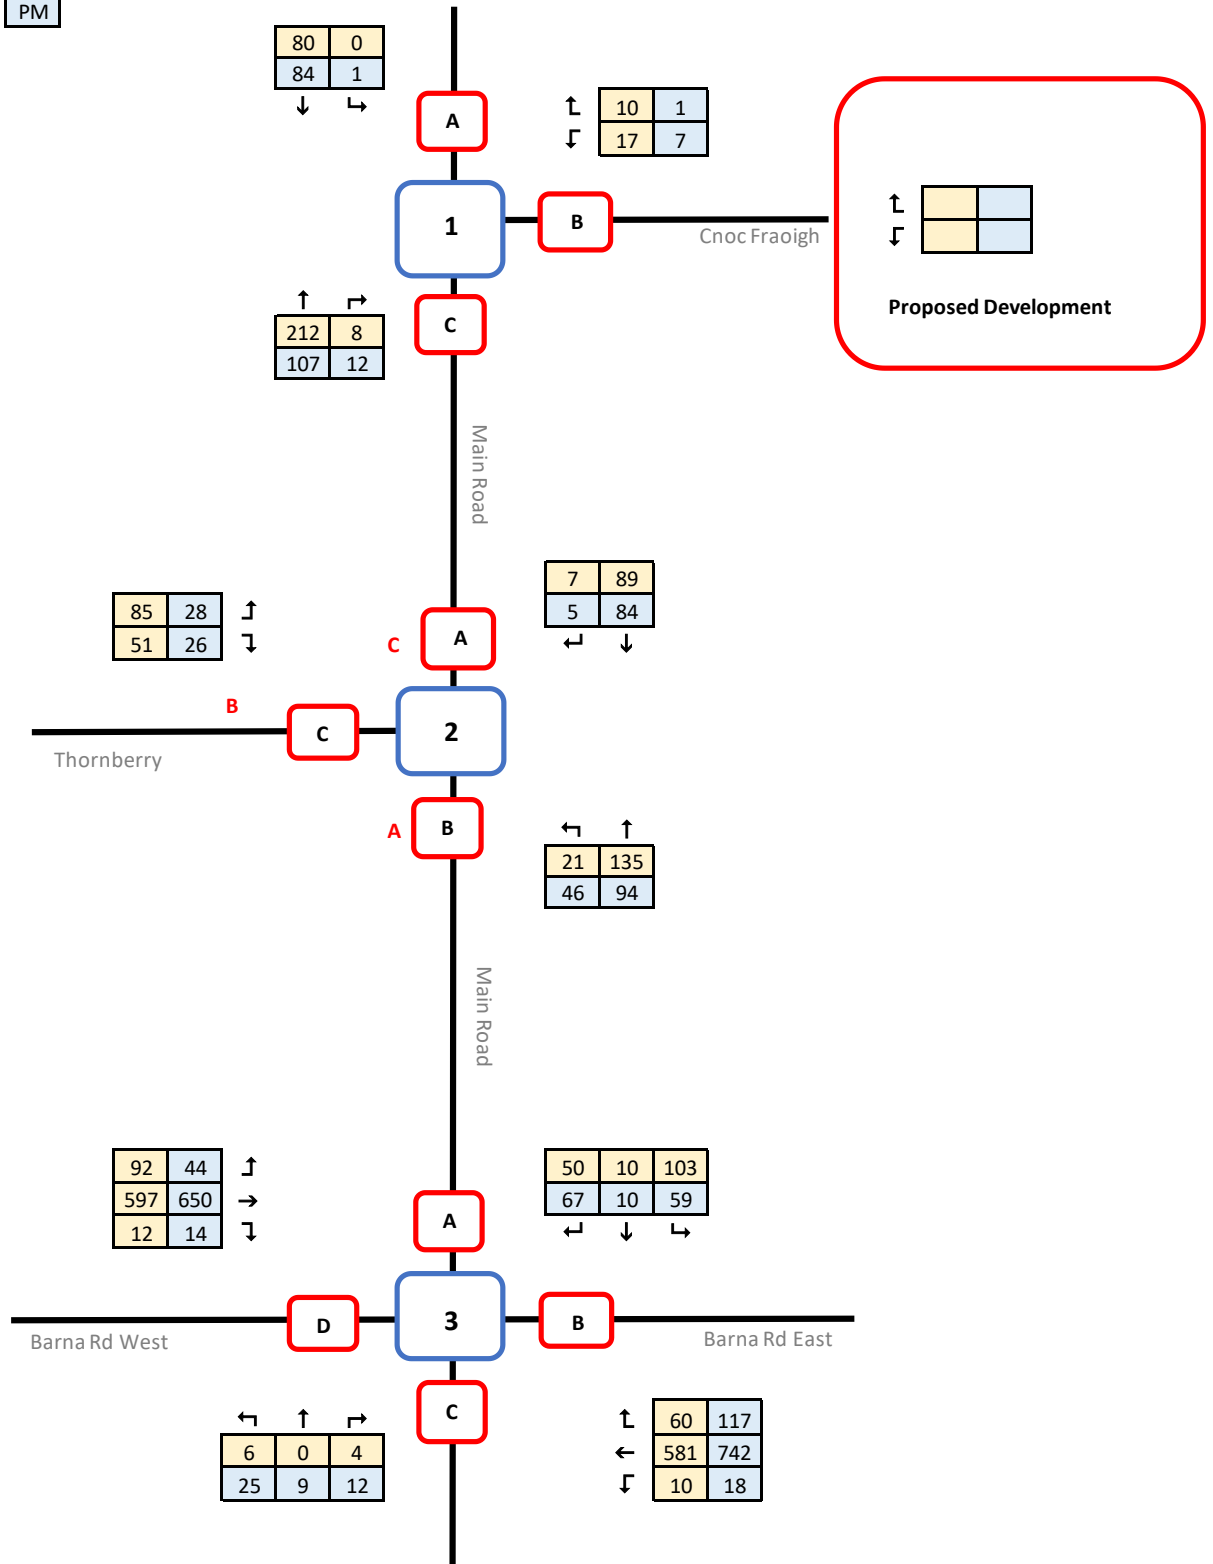 PM
80 0
84 1
↓ ↳
A
↰ 10 1
↲ 17 7
1
B
Cnoc Fraoigh
Proposed Development
↑ ↱
212 8
107 12
C
Main Road
7 89
5 84
↵ ↓
85 28
51 26
C
A
B
C
2
Thornberry
A
B
↰ ↑
21 135
46 94
Main Road
92 44
597 650 →
12 14
50 10 103
67 10 59
↵ ↓ ↳
A
D
3
B
Barna Rd West
Barna Rd East
C
↰ ↑ ↱
6 0 4
25 9 12
60 117
← 581 742
10 18